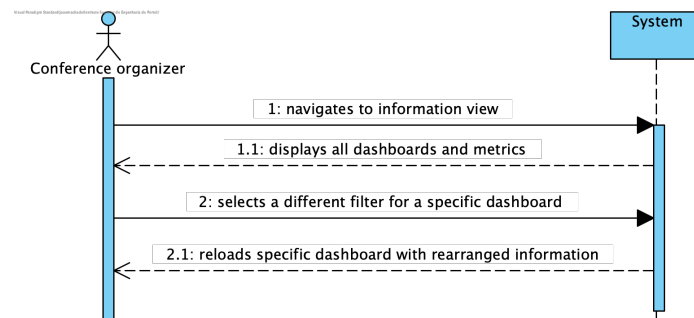 System
Conference organizer
1: navigates to information view
1.1: displays all dashboards and metrics
2: selects a different filter for a specific dashboard
2.1: reloads specific dashboard with rearranged information